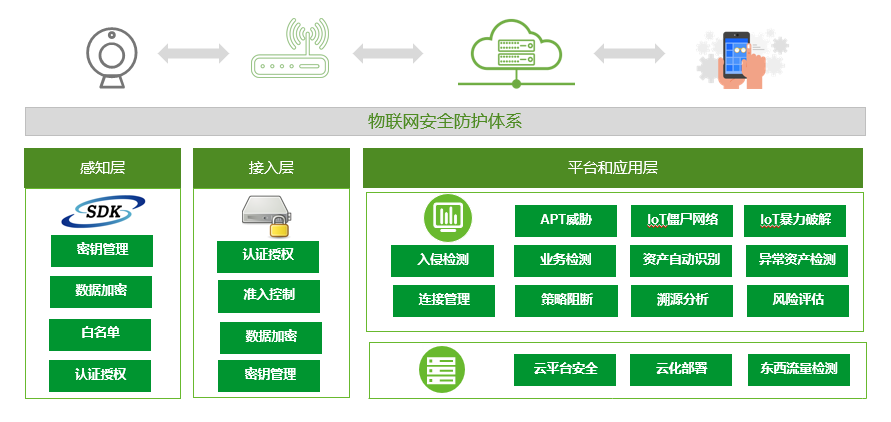 物联网安全防护体系
感知层
接入层
平台和应用层
SDK
密钥管理
数据加密
白名单
认证授权
认证授权
准入控制
数据加密
密钥管理
APT威胁
IoT僵尸网络
IoT暴力破解
入侵检测
业务检测
资产自动识别
异常资产检测
连接管理
策略阻断
溯源分析
风险评估
云平台安全
云化部署
东西流量检测